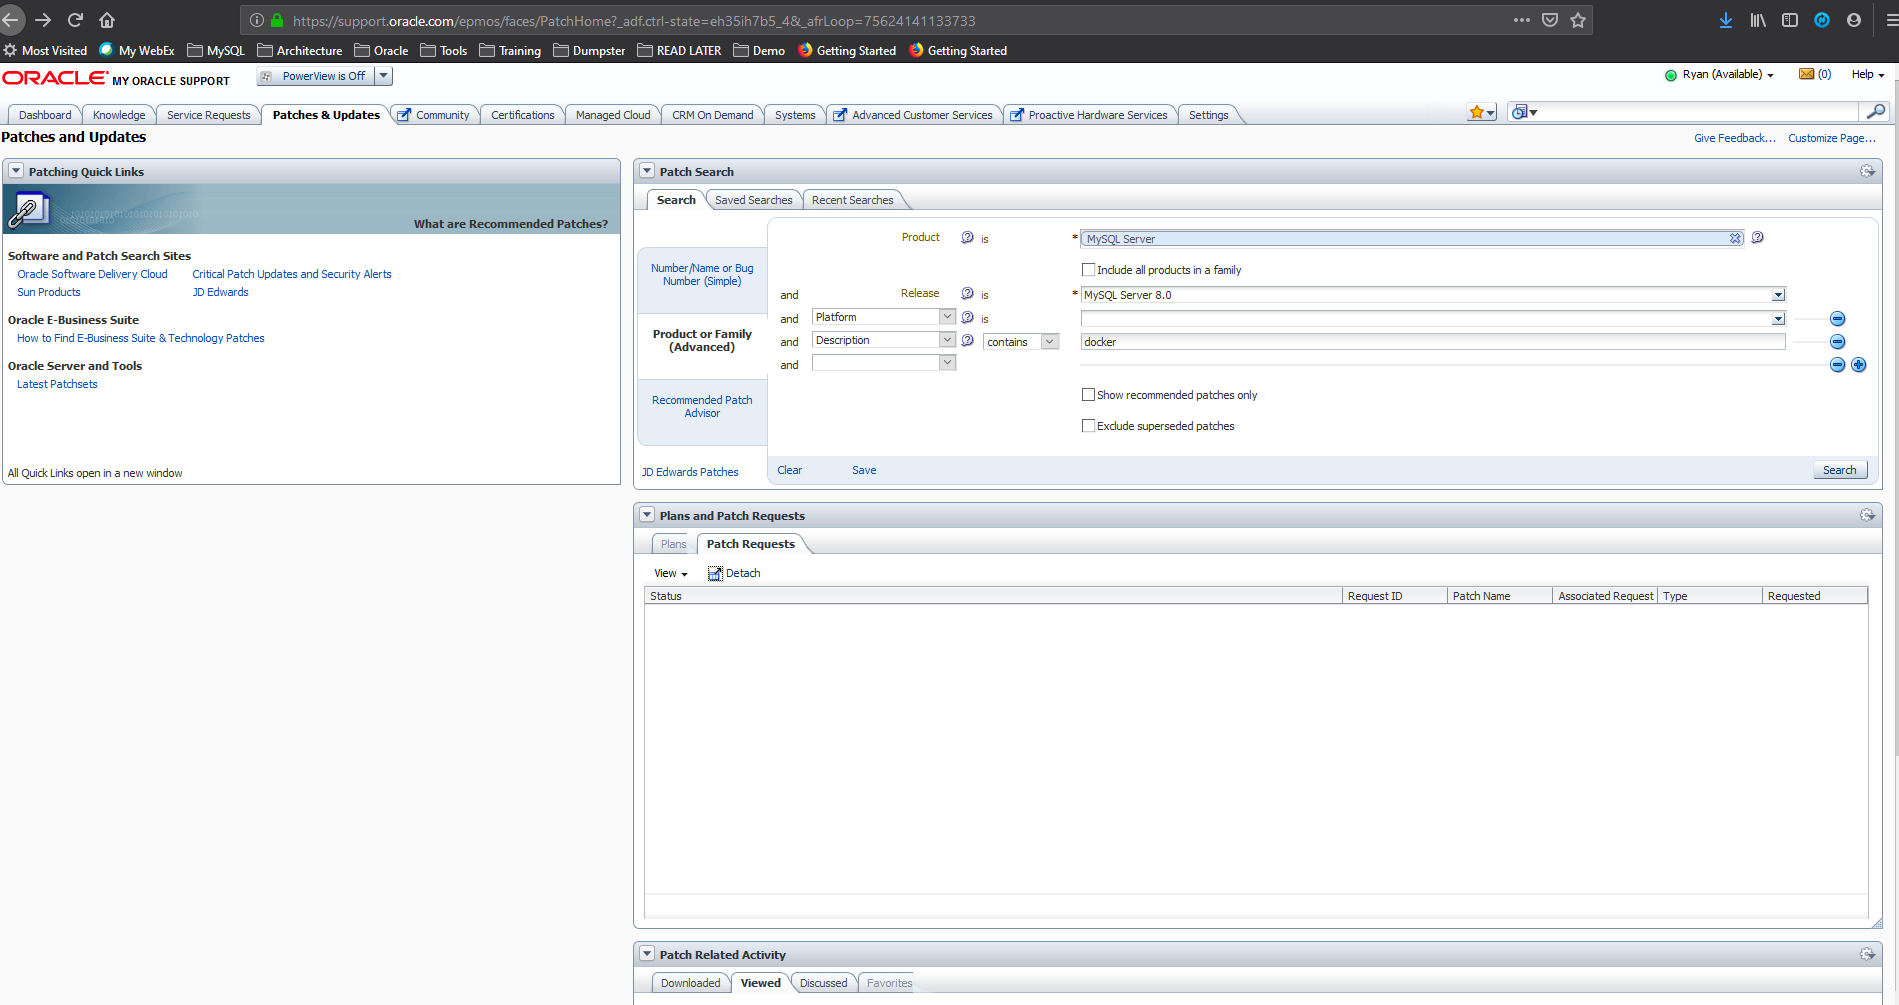 https://support.oracle.com/epmos/faces/PatchHome?_adf.ctrl-state=eh35ih7b5_4&_afrLoop=75624141133733
Most Visited My WebEx MySQL Architecture Oracle Tools Training Dumpster READ LATER Demo Getting Started Getting Started
ORACLE MY ORACLE SUPPORT PowerView is Off Ryan (Available) (0) Help
Dashboard Knowledge Service Requests Patches & Updates Community Certifications Managed Cloud CRM On Demand Systems Advanced Customer Services Proactive Hardware Services Settings
Patches and Updates Give Feedback... Customize Page...
Patching Quick Links
What are Recommended Patches?
Software and Patch Search Sites
Oracle Software Delivery Cloud Critical Patch Updates and Security Alerts
Sun Products JD Edwards
Oracle E-Business Suite
How to Find E-Business Suite & Technology Patches
Oracle Server and Tools
Latest Patchsets
All Quick Links open in a new window
Patch Search
Search Saved Searches Recent Searches
Number/Name or Bug
Number (Simple)
Product or Family
(Advanced)
Recommended Patch
Advisor
JD Edwards Patches
Product is * MySQL Server
Include all products in a family
and Release is * MySQL Server 8.0
and Platform is
and Description contains docker
and
Show recommended patches only
Exclude superseded patches
Clear Save Search
Plans and Patch Requests
Plans Patch Requests
View Detach
Status Request ID Patch Name Associated Request Type Requested
Patch Related Activity
Downloaded Viewed Discussed Favorites